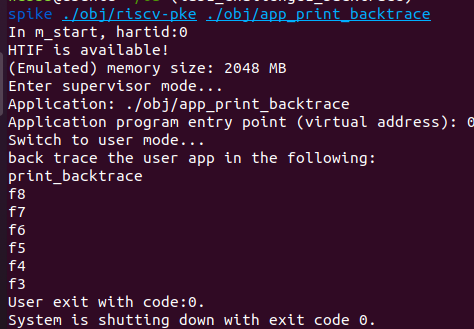 spike ./obj/riscv-pke ./obj/app_print_backtrace
In m_start, hartid:0
HTIF is available!
(Emulated) memory size: 2048 MB
Enter supervisor mode...
Application: ./obj/app_print_backtrace
Application program entry point (virtual address): 0
Switch to user mode...
back trace the user app in the following:
print_backtrace
f8
f7
f6
f5
f4
f3
User exit with code:0.
System is shutting down with exit code 0.